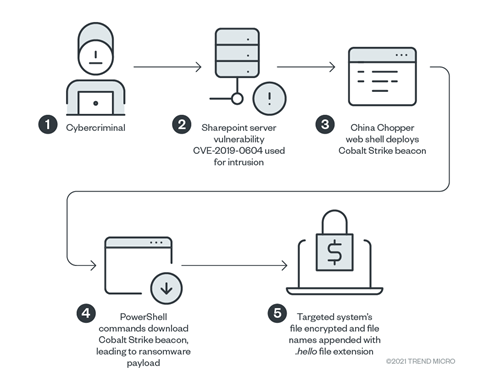 1 Cybercriminal
2 Sharepoint server
vulnerability
CVE-2019-0604 used
for intrusion
3 China Chopper
web shell deploys
Cobalt Strike beacon
4 PowerShell
commands download
Cobalt Strike beacon,
leading to ransomware
payload
5 Targeted system's
file encrypted and file
names appended with
.hello file extension
©2021 TREND MICRO